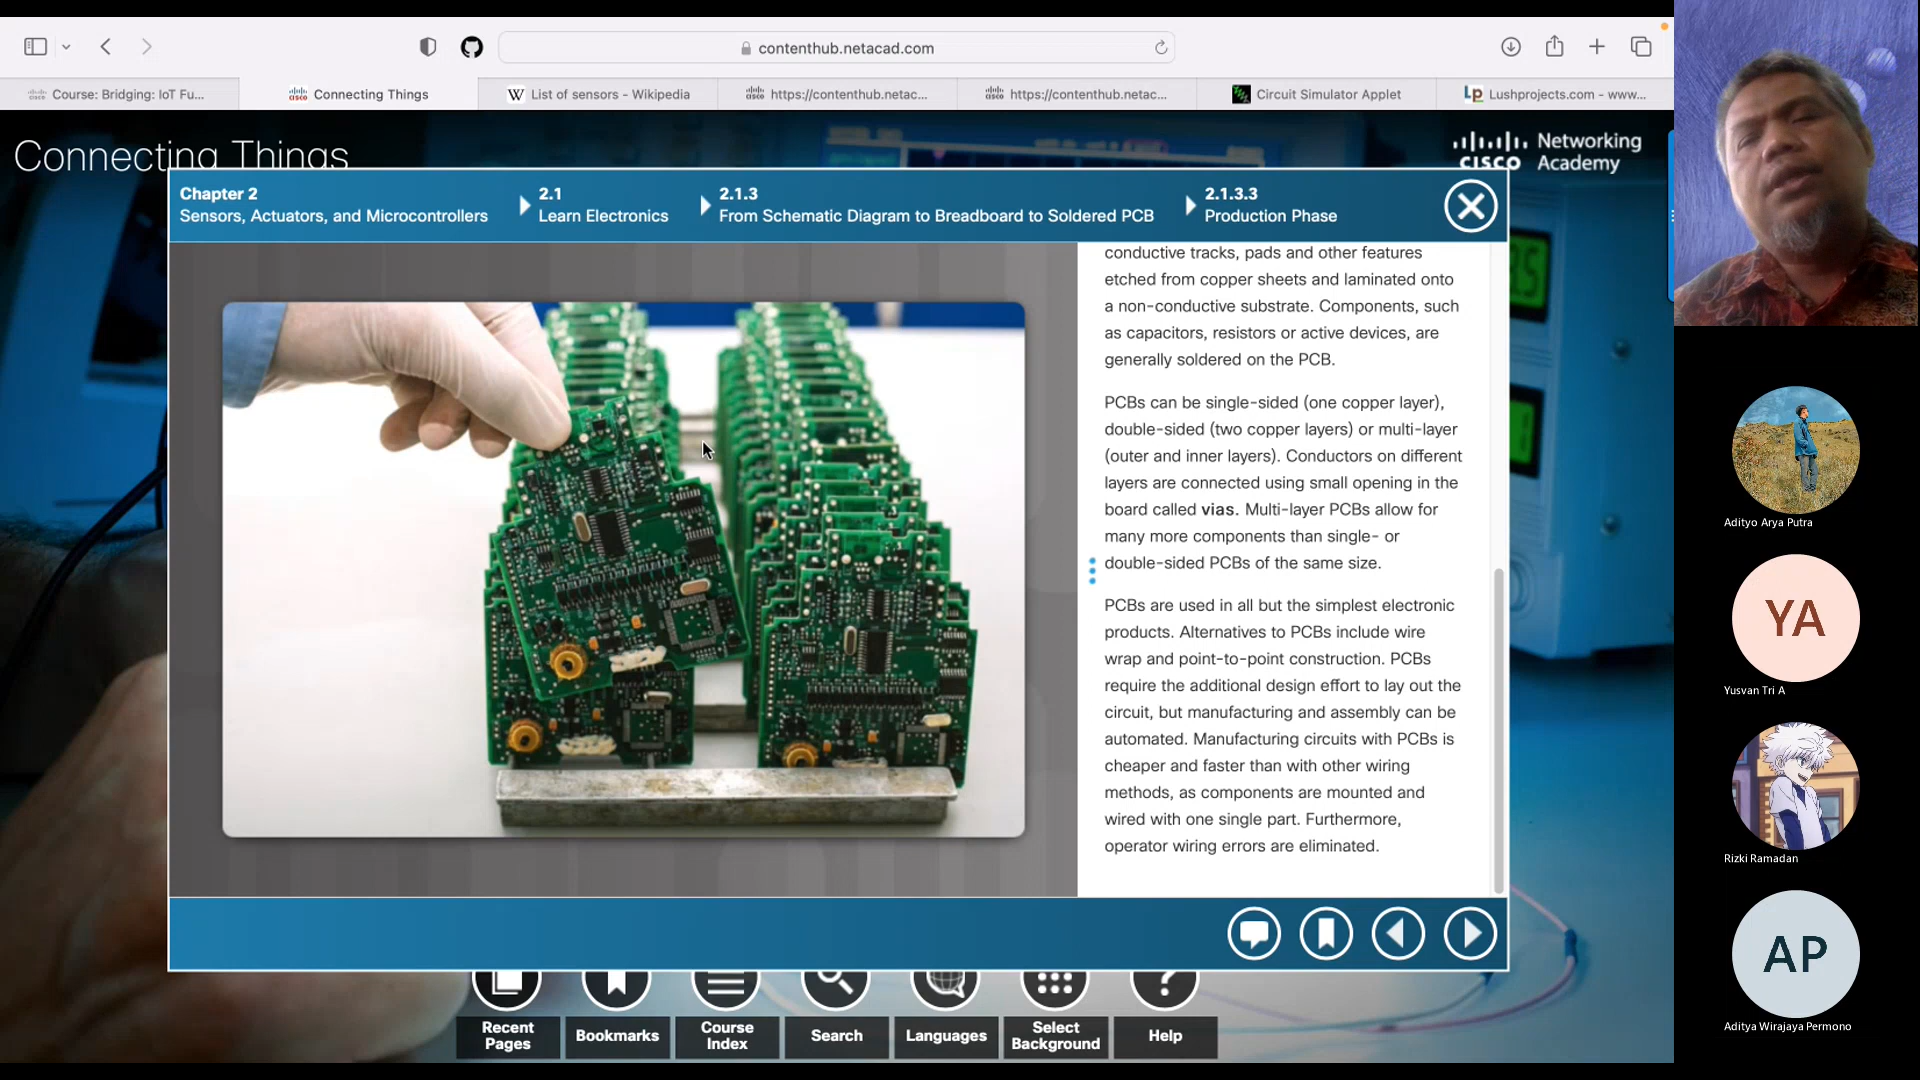 contenthub.netacad.com
Course: Bridging: IoT Fu...
Connecting Things
List of sensors - Wikipedia
https://contenthub.netac...
https://contenthub.netac...
Circuit Simulator Applet
Lushprojects.com - www...
Connecting Things
CISCO Networking Academy
Chapter 2
Sensors, Actuators, and Microcontrollers
2.1
Learn Electronics
2.1.3
From Schematic Diagram to Breadboard to Soldered PCB
2.1.3.3
Production Phase
conductive tracks, pads and other features
etched from copper sheets and laminated onto
a non-conductive substrate. Components, such
as capacitors, resistors or active devices, are
generally soldered on the PCB.
PCBs can be single-sided (one copper layer),
double-sided (two copper layers) or multi-layer
(outer and inner layers). Conductors on different
layers are connected using small opening in the
board called vias. Multi-layer PCBs allow for
many more components than single- or
double-sided PCBs of the same size.
PCBs are used in all but the simplest electronic
products. Alternatives to PCBs include wire
wrap and point-to-point construction. PCBs
require the additional design effort to lay out the
circuit, but manufacturing and assembly can be
automated. Manufacturing circuits with PCBs is
cheaper and faster than with other wiring
methods, as components are mounted and
wired with one single part. Furthermore,
operator wiring errors are eliminated.
Recent
Pages
Bookmarks
Course
Index
Search
Languages
Select
Background
Help
Adityo Arya Putra
YA
Yusvan Tri A
Rizki Ramadan
AP
Aditya Wirajaya Permono